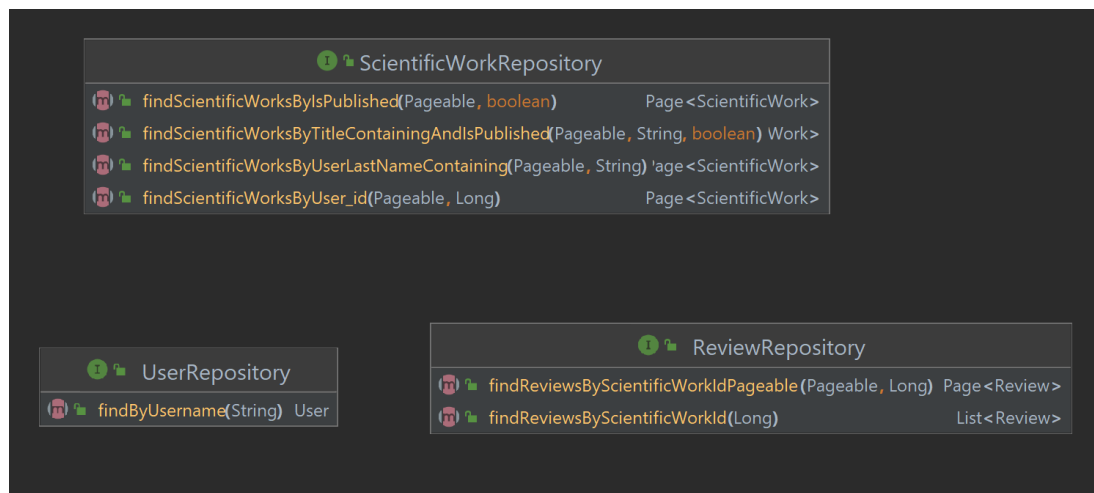 ScientificWorkRepository
findScientificWorksByIsPublished(Pageable, boolean) Page<ScientificWork>
findScientificWorksByTitleContainingAndIsPublished(Pageable, String, boolean) Work>
findScientificWorksByUserLastNameContaining(Pageable, String) 'age<ScientificWork>
findScientificWorksByUser_id(Pageable, Long) Page<ScientificWork>
UserRepository
findByUsername(String) User
ReviewRepository
findReviewsByScientificWorkIdPageable(Pageable, Long) Page<Review>
findReviewsByScientificWorkId(Long) List<Review>